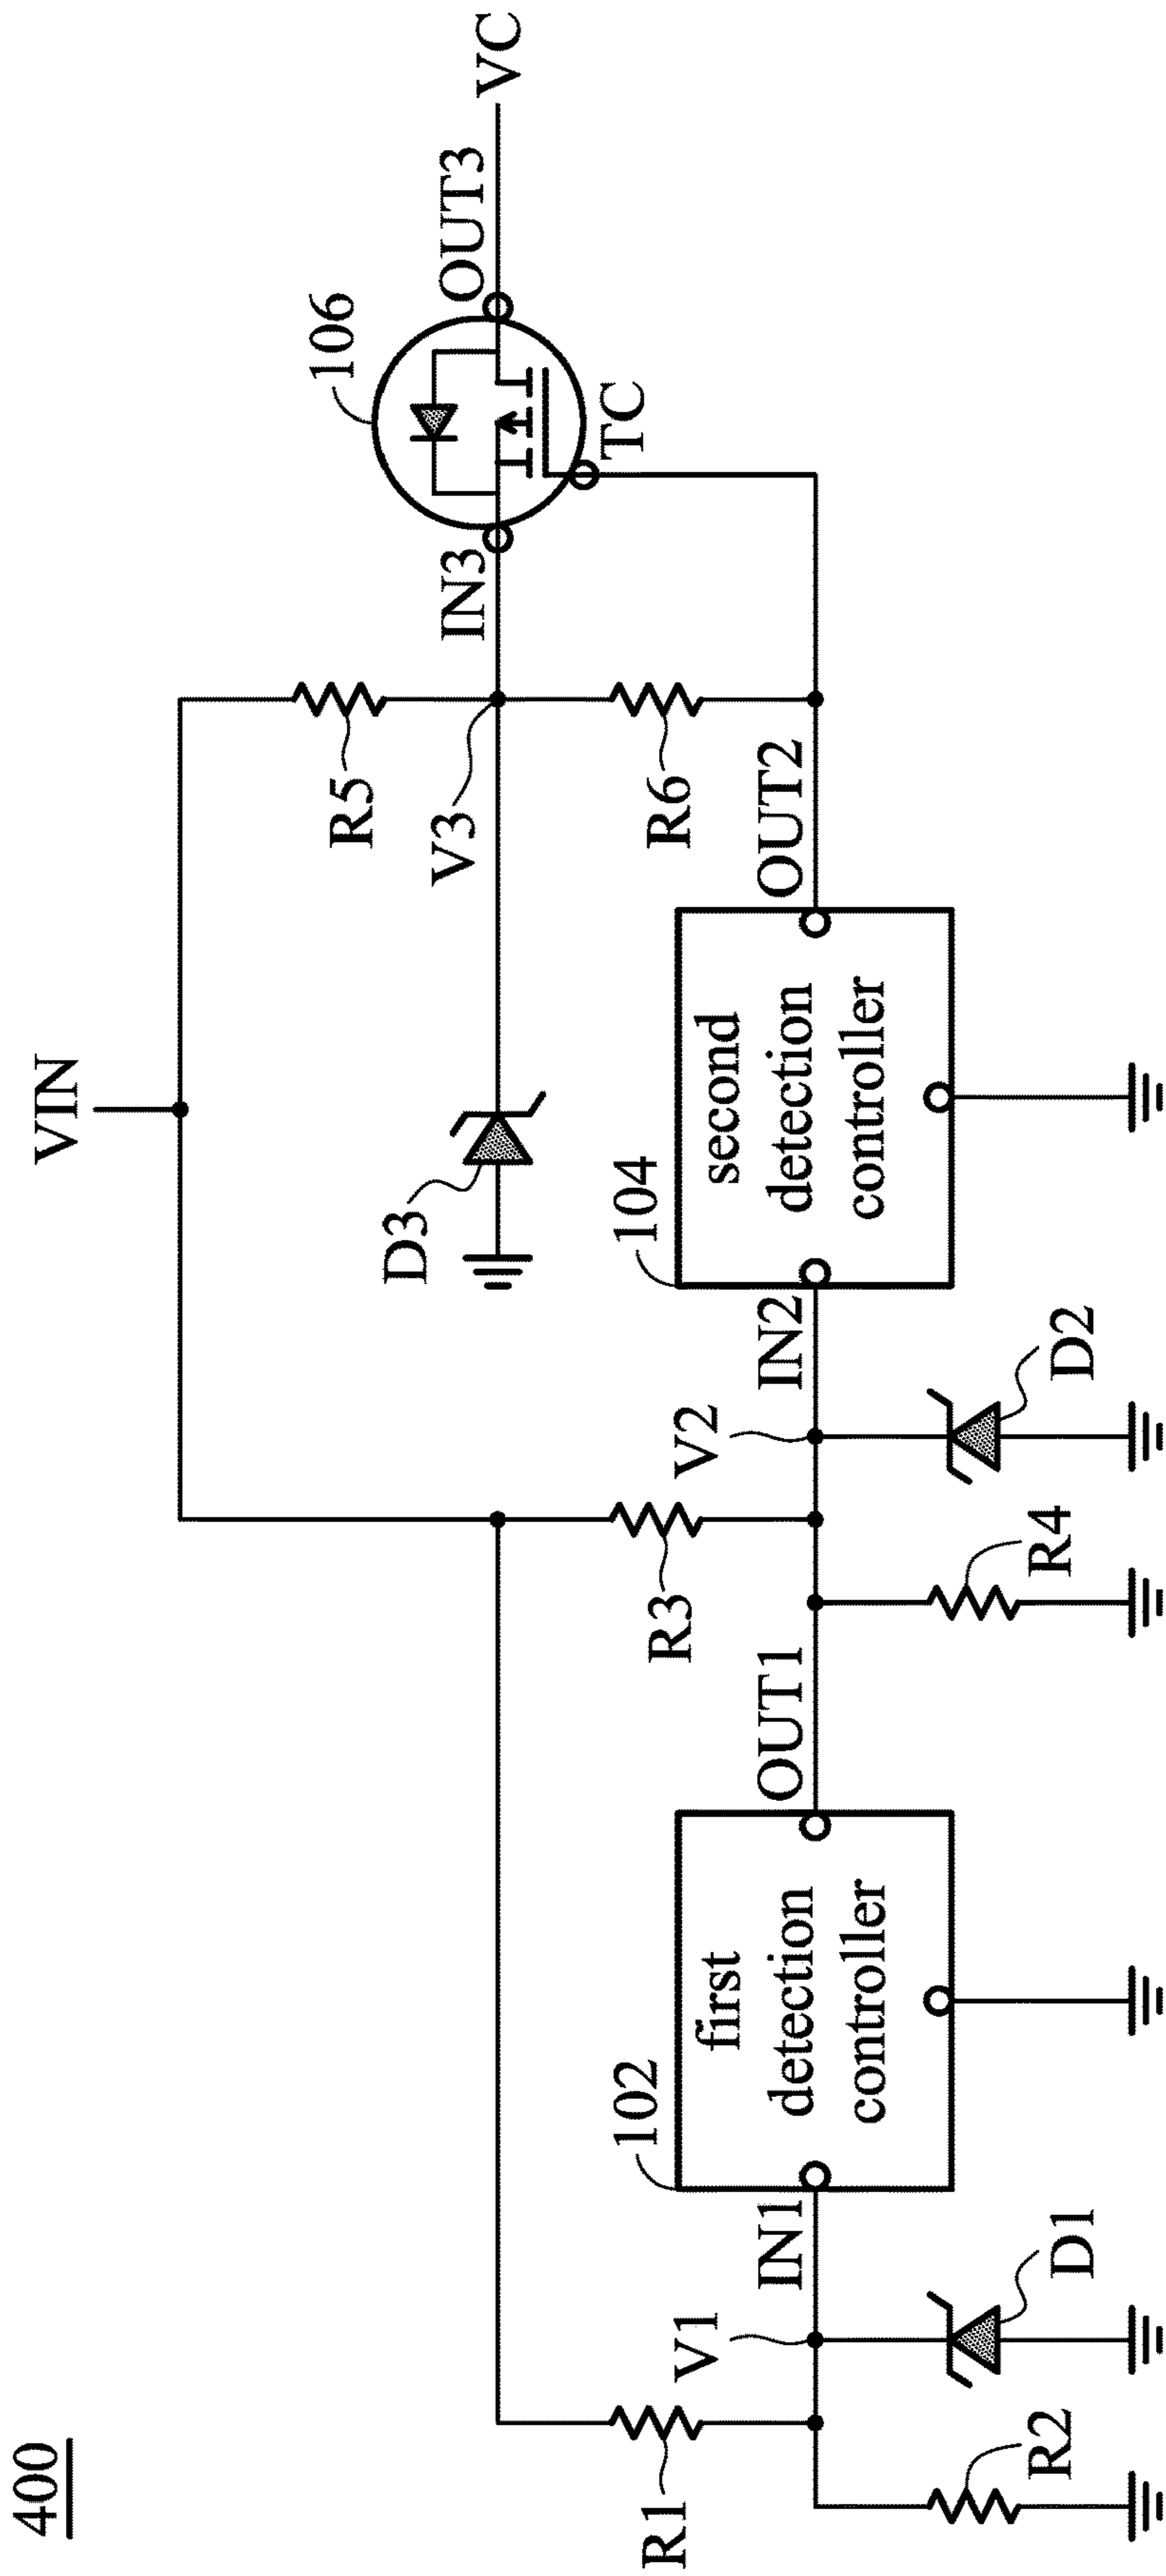 400
VIN
VC
106
OUT3
IN3
TC
R5
V3
R6
D3
R3
R1
V1
IN1
102
first
detection
controller
OUT1
V2
IN2
104
second
detection
controller
OUT2
R2
D1
R4
D2